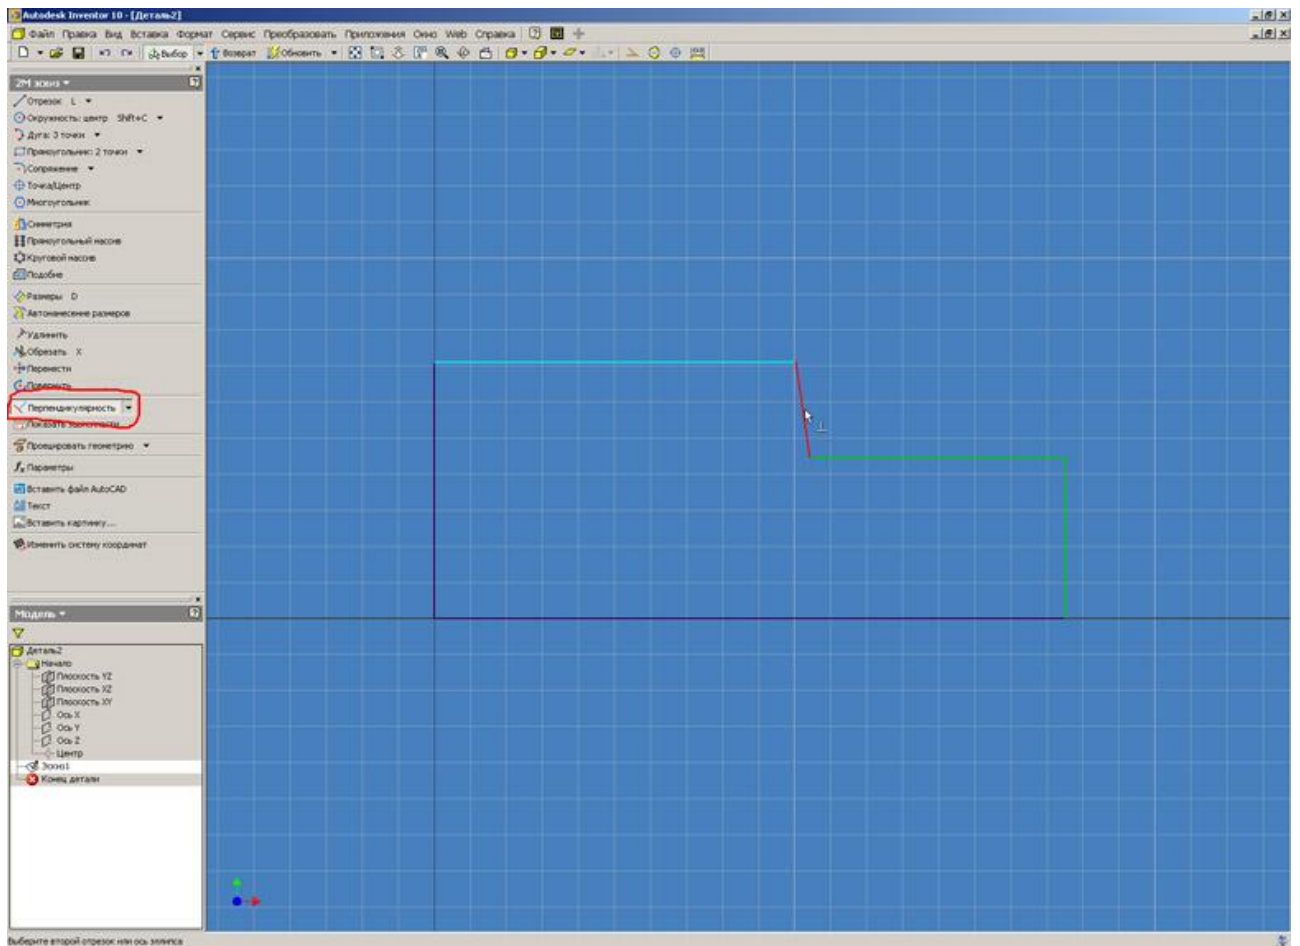 Autodesk Inventor 10 - [Деталь2]
Файл Правка Вид Вставка Формат Сервис Преобразовать Приложения Окно Web Справка
Выбор Возврат Обновить
2М эскиз
Отрезок L
Окружность: центр Shift+C
Дуга: 3 точки
Прямоугольник: 2 точки
Сопряжение
Точка/Центр
Многоугольник
Симметрия
Прямоугольный массив
Круговой массив
Подобие
Размеры D
Автонанесение размеров
Удлинить
Обрезать X
Перенести
Повернуть
Перпендикулярность
Показать зависимости
Проецировать геометрию
fx Параметры
Вставить файл AutoCAD
Текст
Вставить картинку...
Изменить систему координат
Модель
Деталь2
Начало
Плоскость YZ
Плоскость XZ
Плоскость XY
Ось X
Ось Y
Ось Z
Центр
Эскиз1
Конец детали
Выберите второй отрезок или ось эллипса